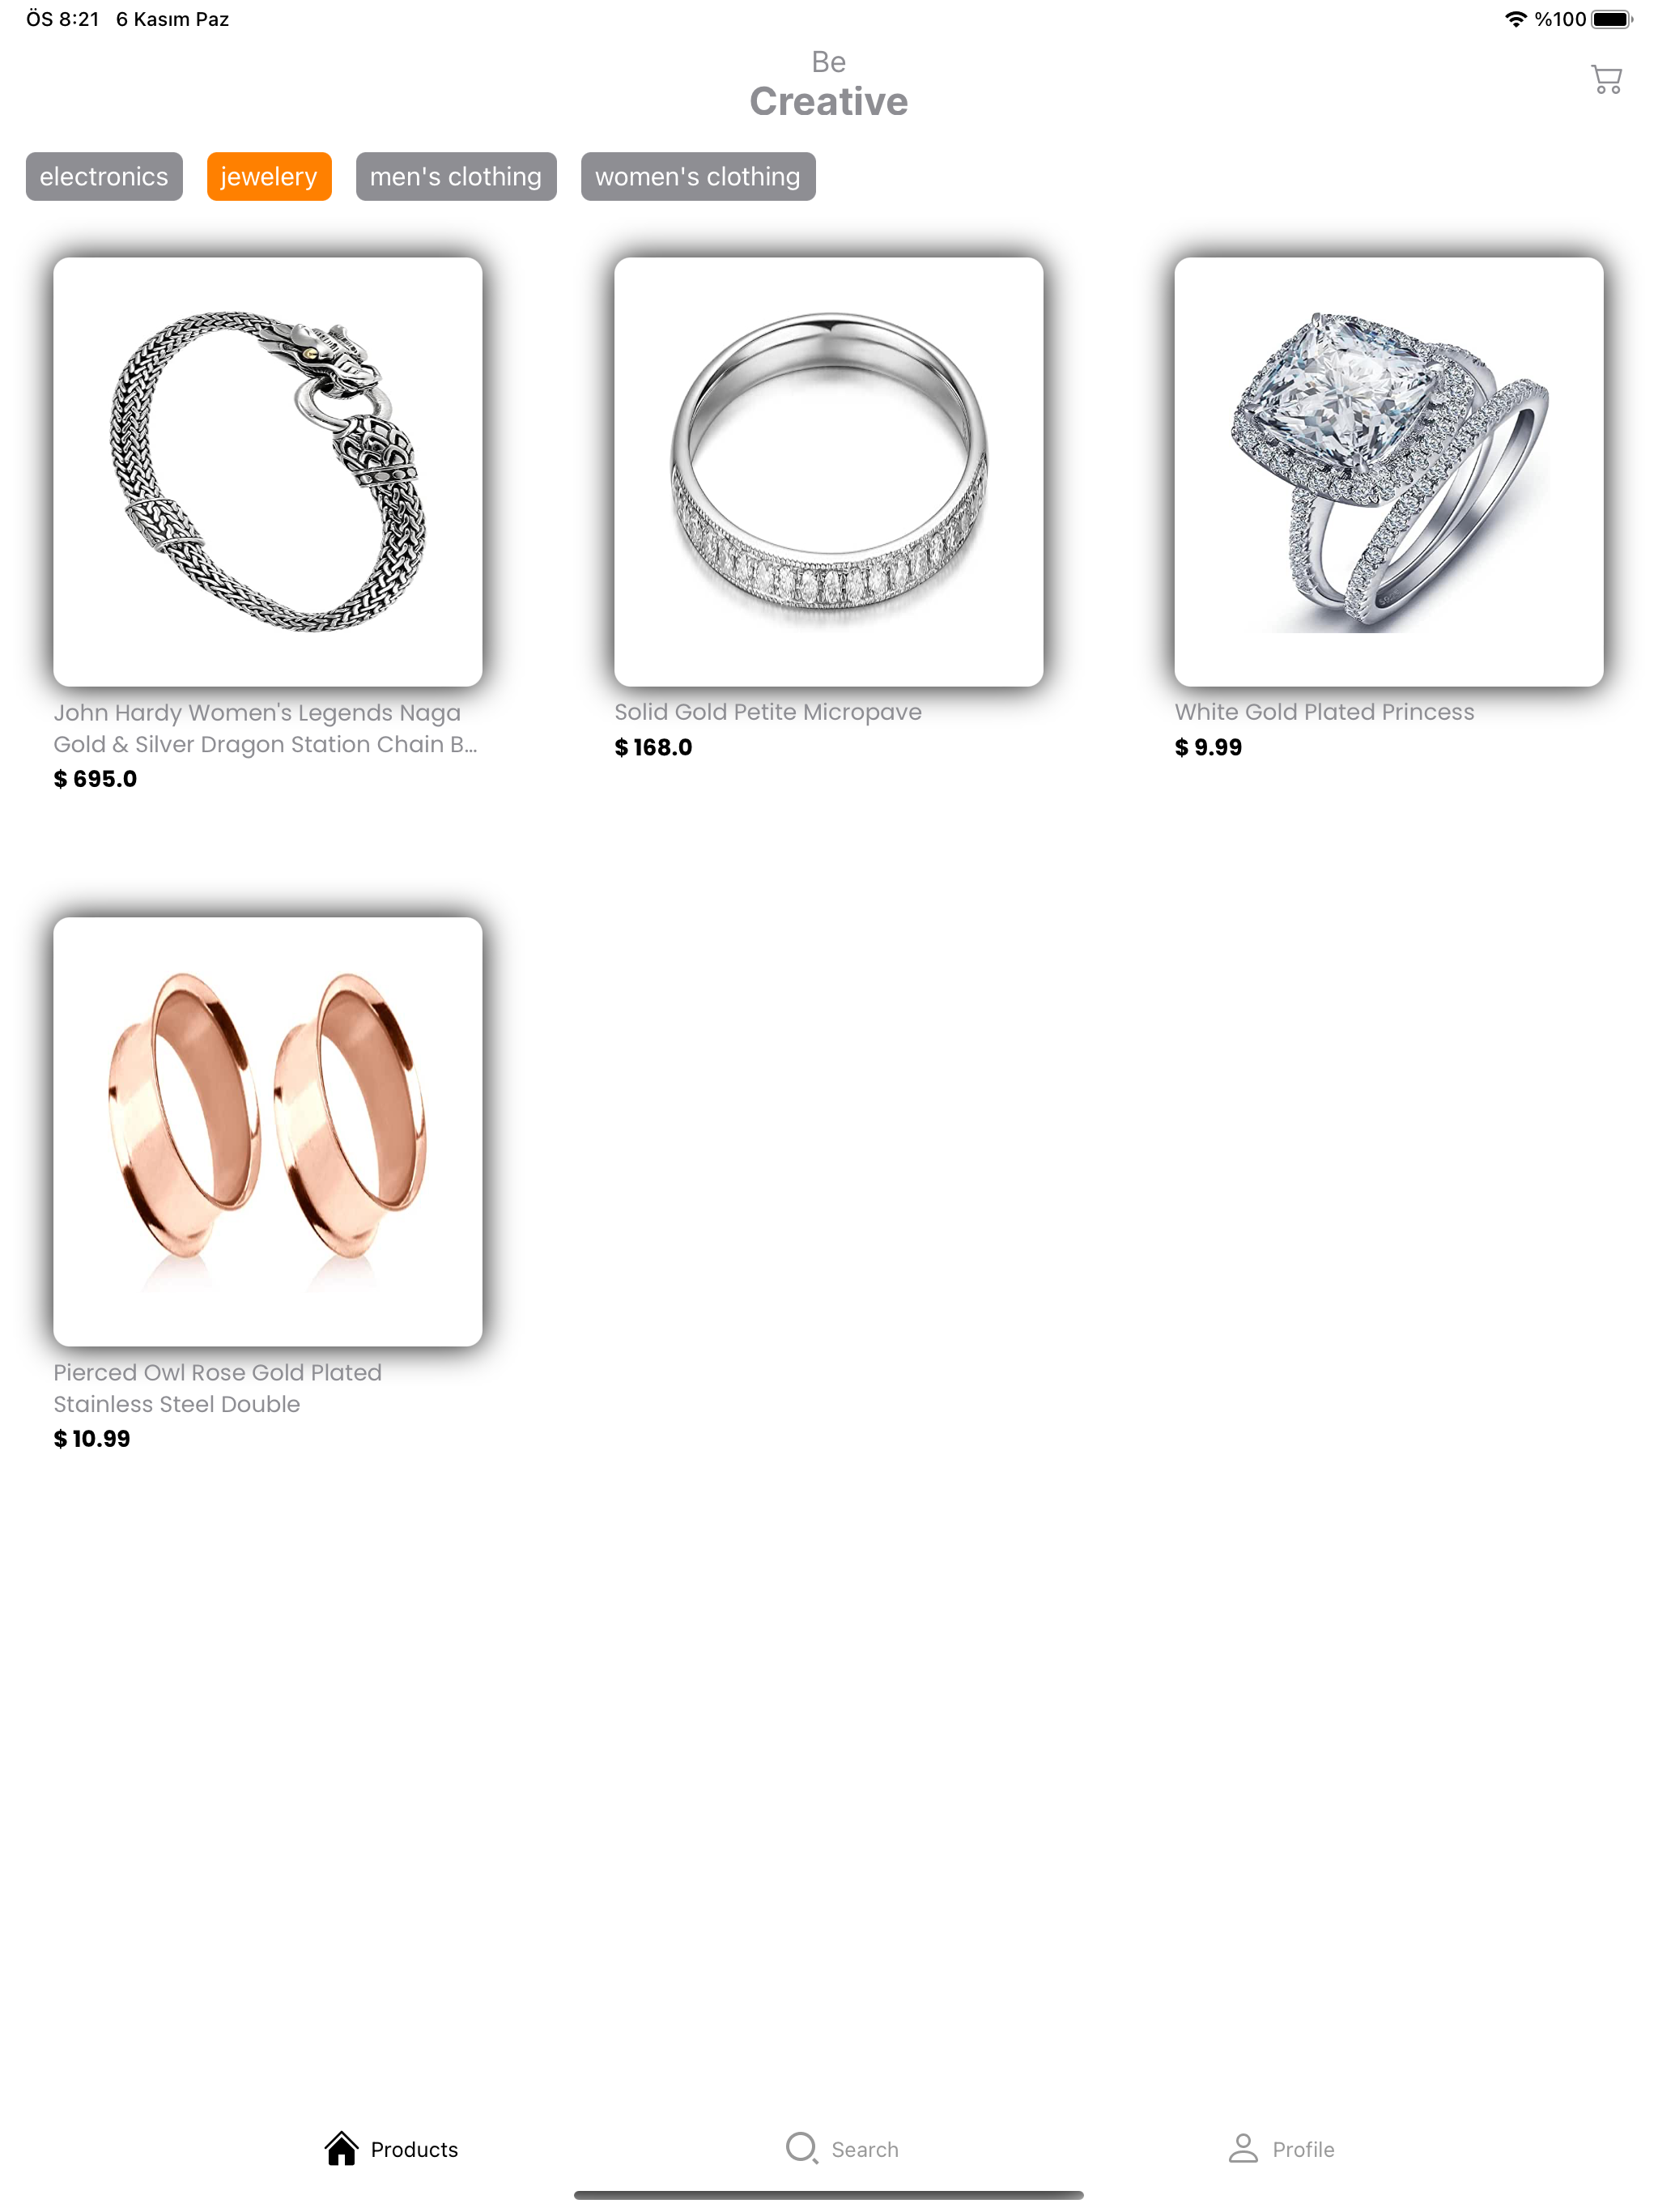 ÖS 8:21 6 Kasım Paz %100
Be
Creative
electronics jewelery men's clothing women's clothing
John Hardy Women's Legends Naga
Gold & Silver Dragon Station Chain B...
$ 695.0
Solid Gold Petite Micropave
$ 168.0
White Gold Plated Princess
$ 9.99
Pierced Owl Rose Gold Plated
Stainless Steel Double
$ 10.99
Products Search Profile